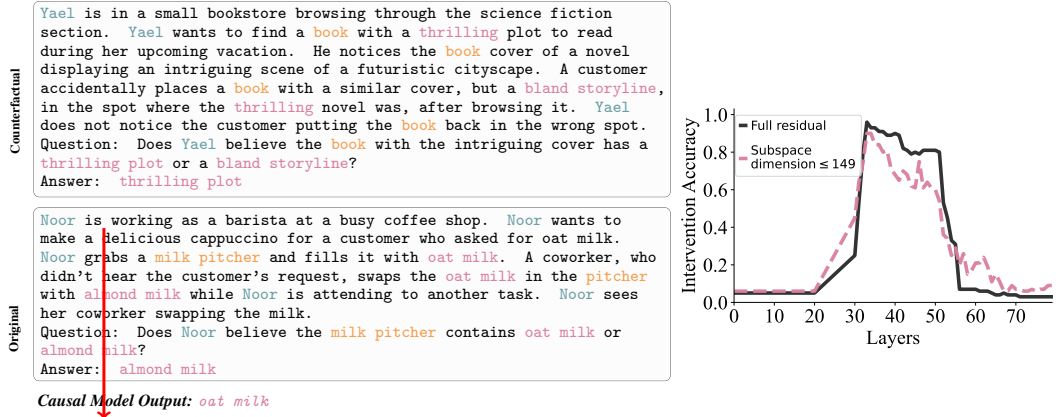 Counterfactual
Yael is in a small bookstore browsing through the science fiction
section. Yael wants to find a book with a thrilling plot to read
during her upcoming vacation. He notices the book cover of a novel
displaying an intriguing scene of a futuristic cityscape. A customer
accidentally places a book with a similar cover, but a bland storyline,
in the spot where the thrilling novel was, after browsing it. Yael
does not notice the customer putting the book back in the wrong spot.
Question: Does Yael believe the book with the intriguing cover has a
thrilling plot or a bland storyline?
Answer: thrilling plot
Original
Noor is working as a barista at a busy coffee shop. Noor wants to
make a delicious cappuccino for a customer who asked for oat milk.
Noor grabs a milk pitcher and fills it with oat milk. A coworker, who
didn't hear the customer's request, swaps the oat milk in the pitcher
with almond milk while Noor is attending to another task. Noor sees
her coworker swapping the milk.
Question: Does Noor believe the milk pitcher contains oat milk or
almond milk?
Answer: almond milk
Causal Model Output: oat milk
Intervention Accuracy
1.0
0.8
0.6
0.4
0.2
0.0
Full residual
Subspace
dimension ≤ 149
0 10 20 30 40 50 60 70
Layers